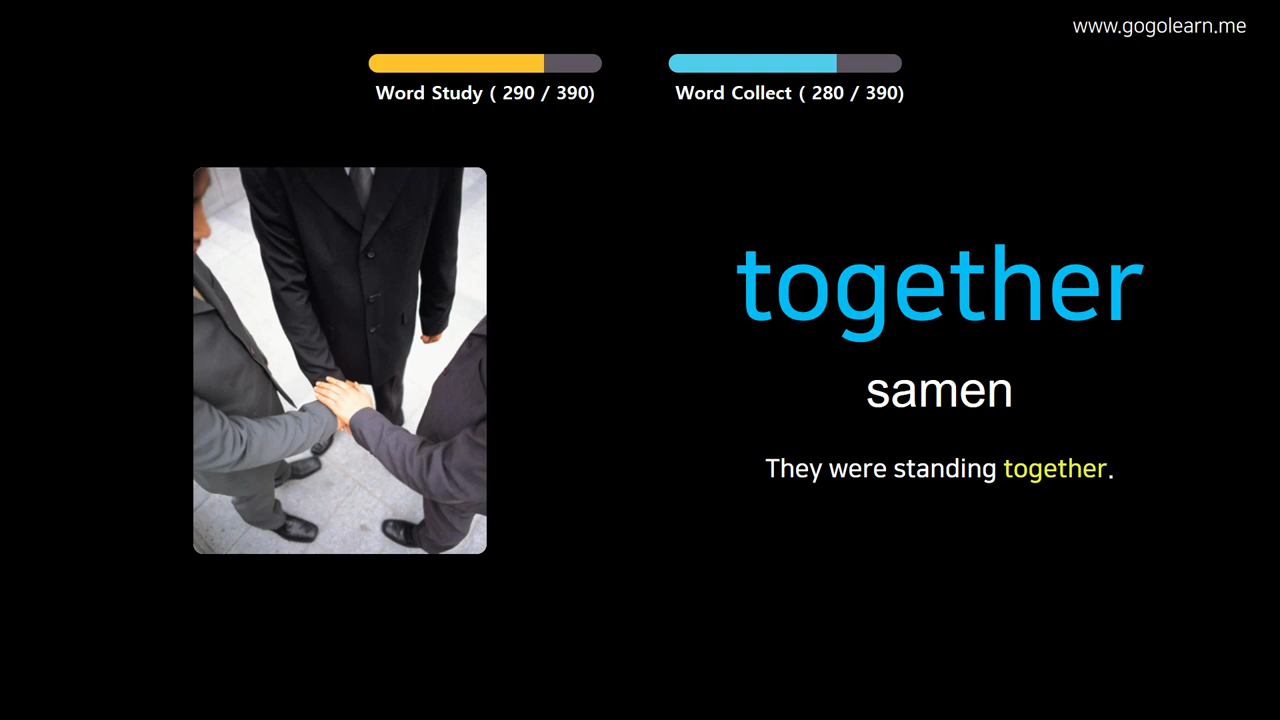 www.gogolearn.me
Word Study ( 290 / 390)
Word Collect ( 280 / 390)
together
samen
They were standing together.